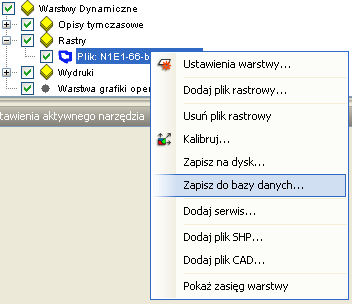 Warstwy Dynamiczne
Opisy tymczasowe
Rastry
Plik: N1E1-66-b
Wydruki
Warstwa grafiki oper
tawienia aktywnego narzędzia
Ustawienia warstwy...
Dodaj plik rastrowy...
Usuń plik rastrowy
Kalibruj...
Zapisz na dysk...
Zapisz do bazy danych...
Dodaj serwis...
Dodaj plik SHP...
Dodaj plik CAD...
Pokaż zasięg warstwy